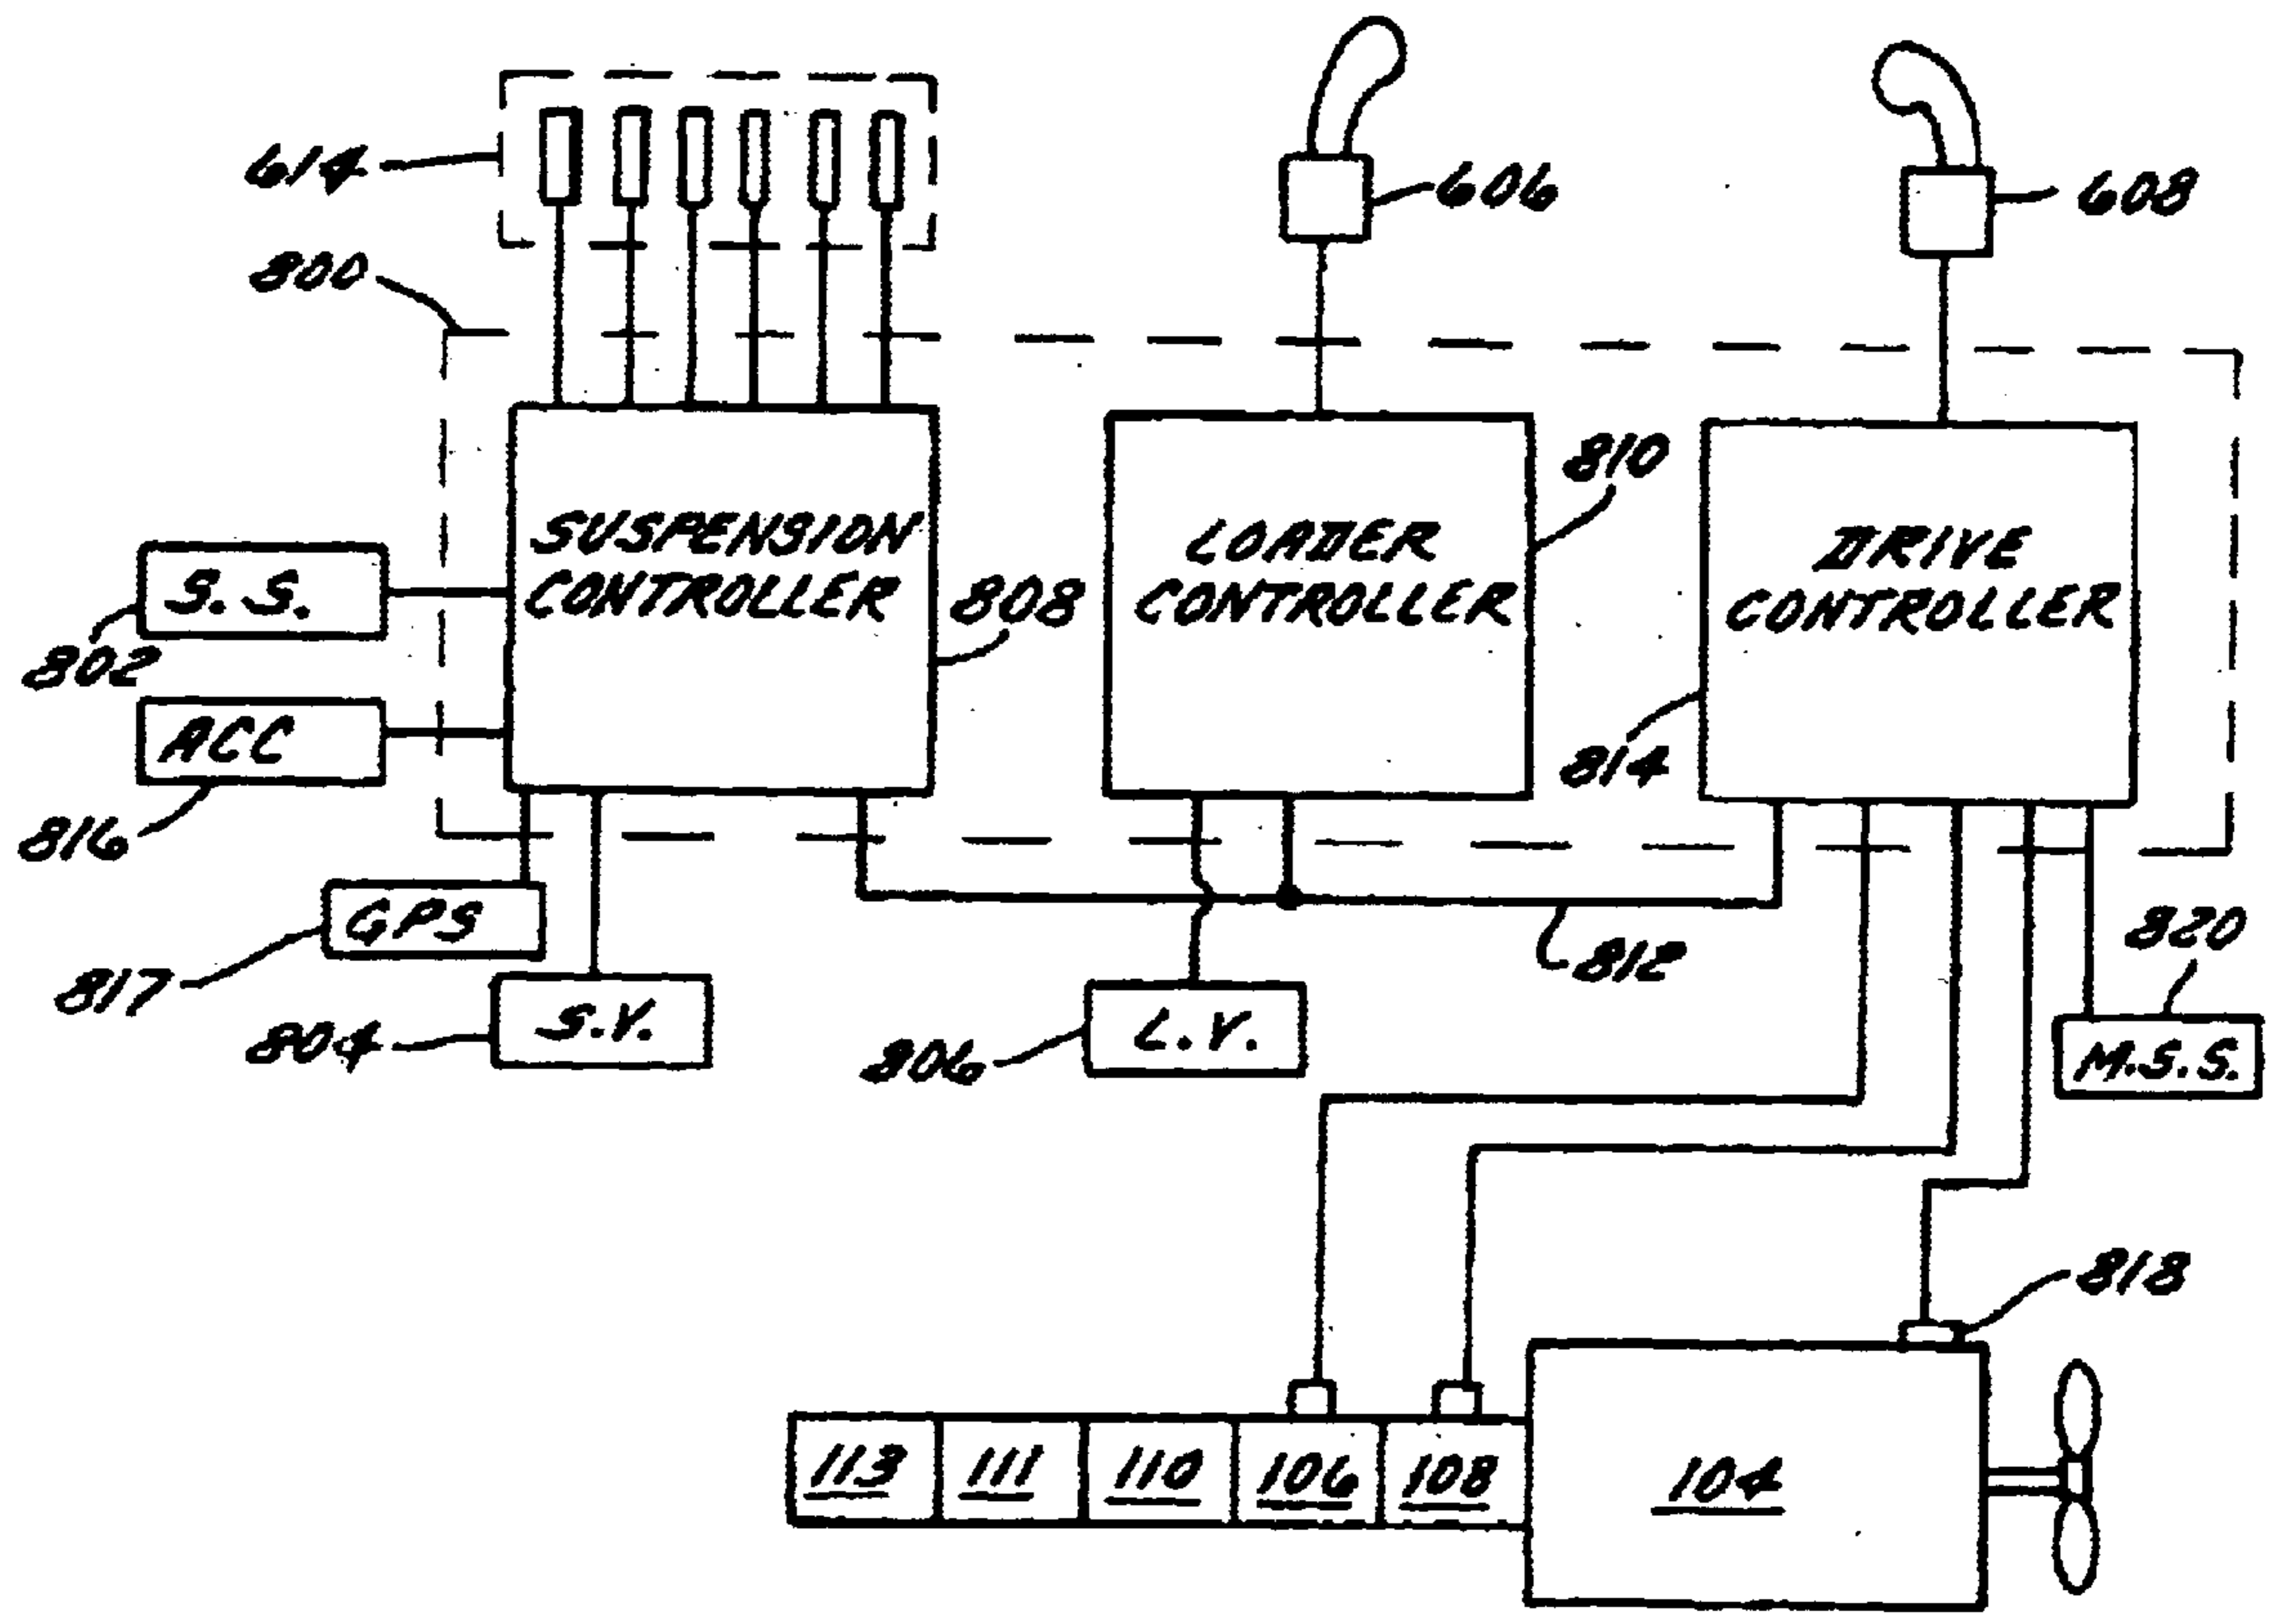 614
606
608
800
810
SUSPENSION
CONTROLLER
LOADER
CONTROLLER
DRIVE
CONTROLLER
S.S.
808
802
ACC
814
816
GPS
820
817
812
S.V.
804
L.V.
806
M.S.S.
818
113
111
110
106
108
104